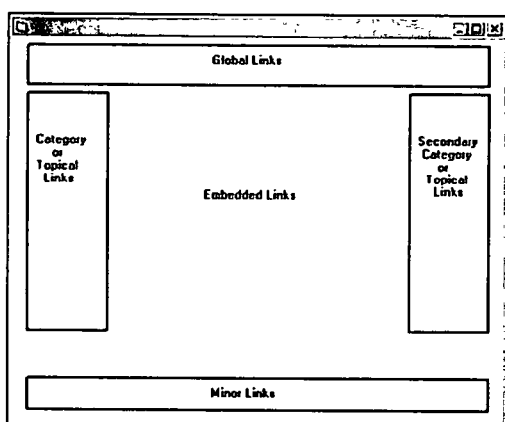 Global Links
Category
or
Topical
Links
Embedded Links
Secondary
Category
or
Topical
Links
Minor Links